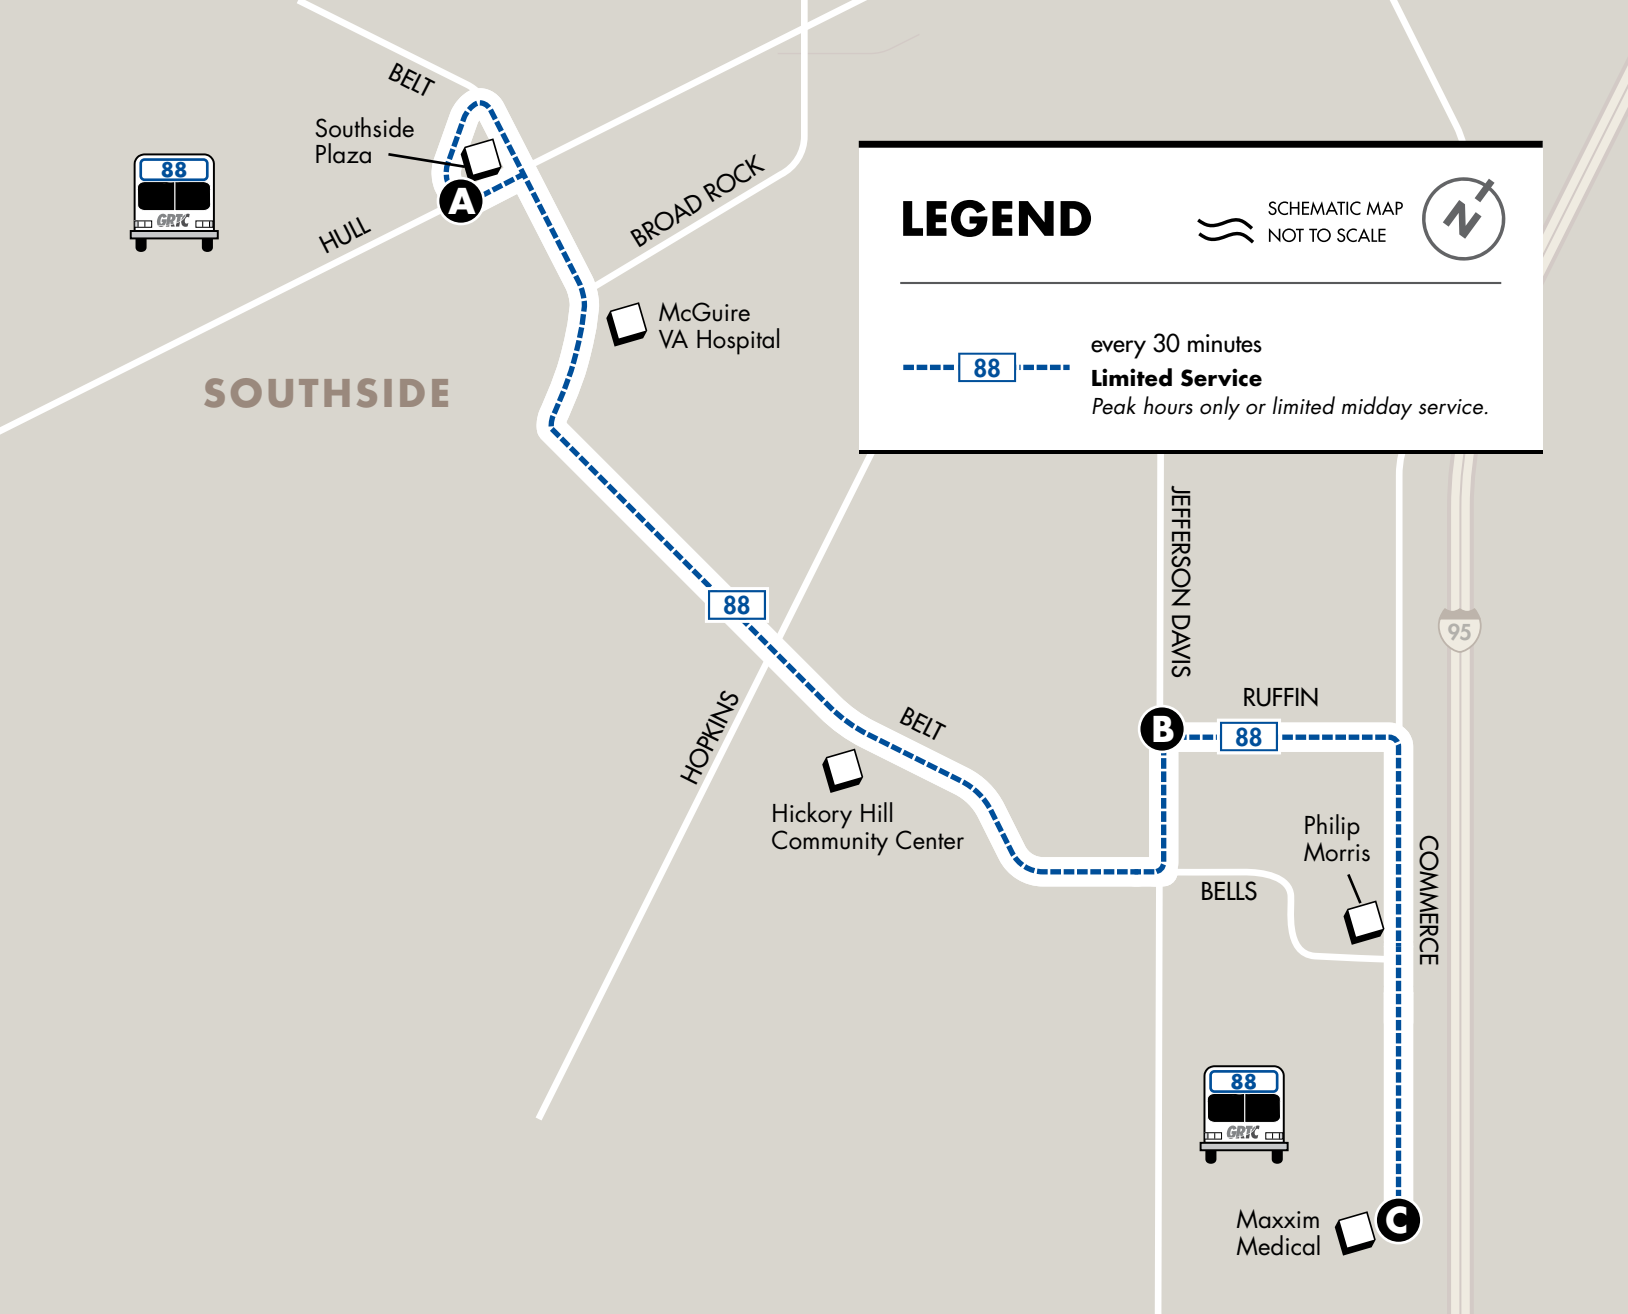 BELT
Southside
Plaza
88
GRTC
A
HULL
BROAD ROCK
McGuire
VA Hospital
SOUTHSIDE
LEGEND
SCHEMATIC MAP
NOT TO SCALE
N
88
every 30 minutes
Limited Service
Peak hours only or limited midday service.
JEFFERSON DAVIS
88
95
HOPKINS
BELT
RUFFIN
B
88
Hickory Hill
Community Center
Philip
Morris
COMMERCE
BELLS
88
GRTC
Maxxim
Medical
C